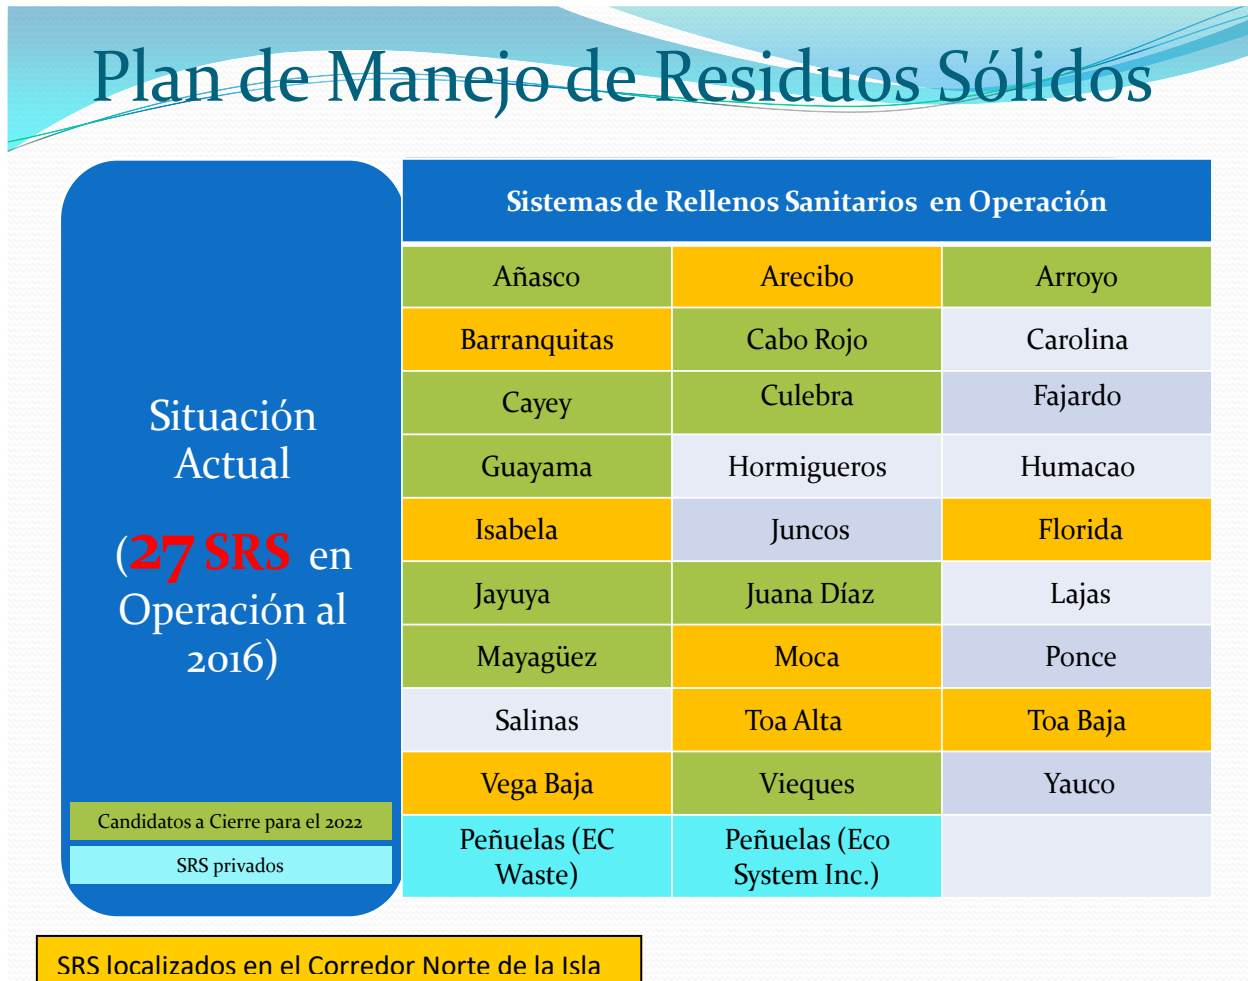 Plan de Manejo de Residuos Sólidos
Situación
Actual
(27 SRS en
Operación al
2016)
Candidatos a Cierre para el 2022
SRS privados
Sistemas de Rellenos Sanitarios en Operación
Añasco Arecibo Arroyo
Barranquitas Cabo Rojo Carolina
Cayey Culebra Fajardo
Guayama Hormigueros Humacao
Isabela Juncos Florida
Jayuya Juana Díaz Lajas
Mayagüez Moca Ponce
Salinas Toa Alta Toa Baja
Vega Baja Vieques Yauco
Peñuelas (EC
Waste)
Peñuelas (Eco
System Inc.)
SRS localizados en el Corredor Norte de la Isla